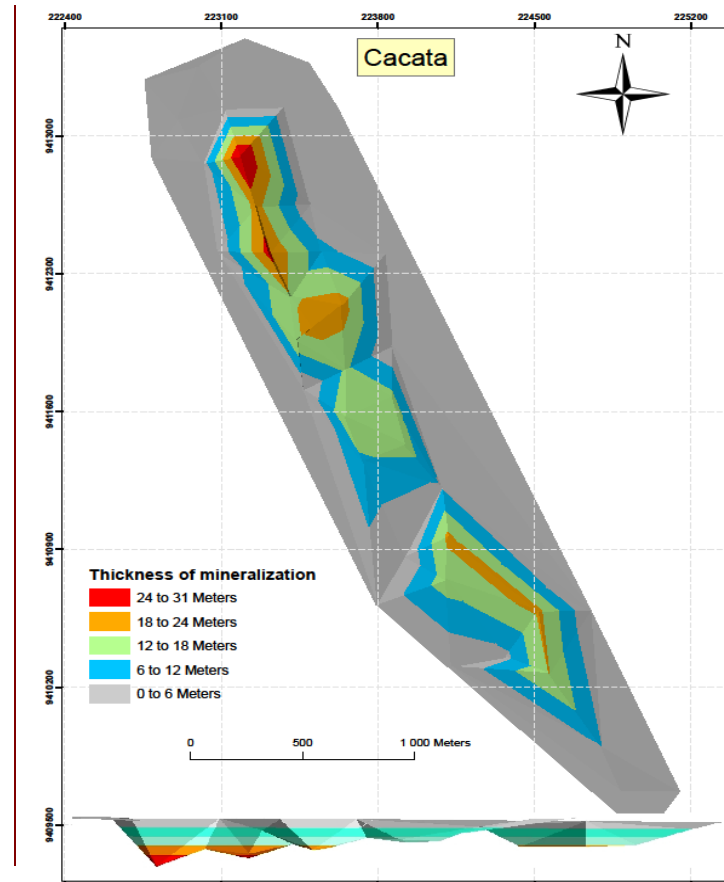 222400 223100 223800 224500 225200
Cacata
N
9413000
9412300
9411600
9410900
9410200
9409500
Thickness of mineralization
24 to 31 Meters
18 to 24 Meters
12 to 18 Meters
6 to 12 Meters
0 to 6 Meters
0 500 1 000 Meters